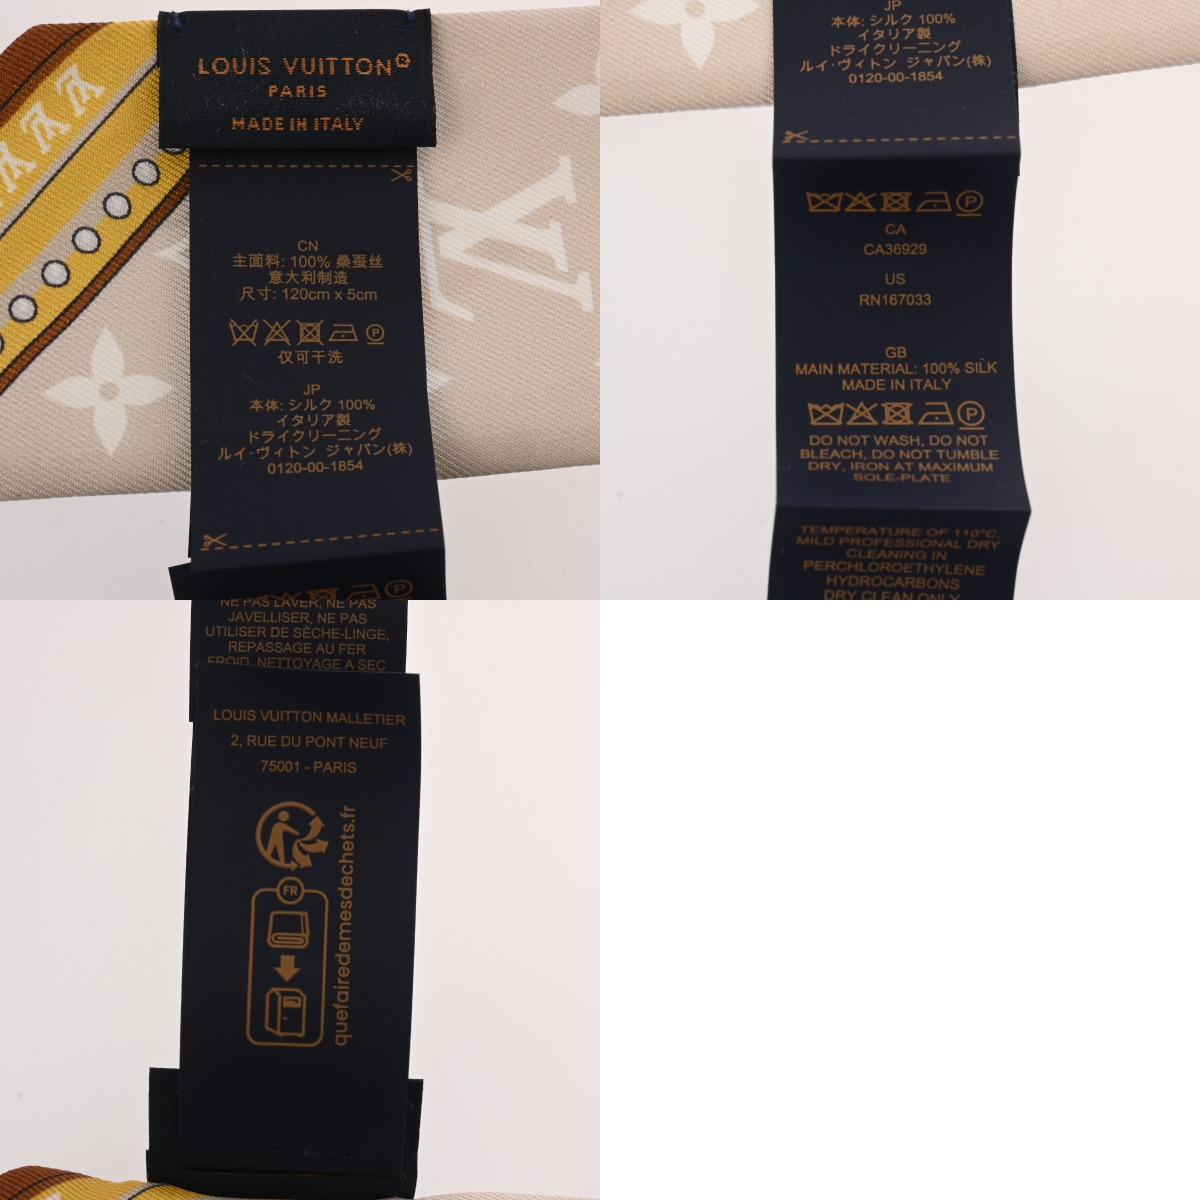 LOUIS VUITTON®
PARIS
MADE IN ITALY
CN
主面料: 100% 桑蚕丝
意大利制造
尺寸: 120cm x 5cm
P
仅可干洗
JP
本体: シルク 100%
イタリア製
ドライクリーニング
ルイ・ヴィトン ジャパン(株)
0120-00-1854
P
JP
本体: シルク 100%
イタリア製
ドライクリーニング
ルイ・ヴィトン ジャパン(株)
0120-00-1854
P
CA
CA36929
US
RN167033
GB
MAIN MATERIAL: 100% SILK
MADE IN ITALY
P
DO NOT WASH, DO NOT
BLEACH, DO NOT TUMBLE
DRY, IRON AT MAXIMUM
SOLE-PLATE
TEMPERATURE OF 110°C,
MILD PROFESSIONAL DRY
CLEANING IN
PERCHLOROETHYLENE
HYDROCARBONS
DRY CLEAN ONLY
NE PAS LAVER, NE PAS
JAVELLISER, NE PAS
UTILISER DE SÈCHE-LINGE,
REPASSAGE AU FER
FROID, NETTOYAGE A SEC
LOUIS VUITTON MALLETIER
2, RUE DU PONT NEUF
75001 - PARIS
FR
quefairedemesdechets.fr